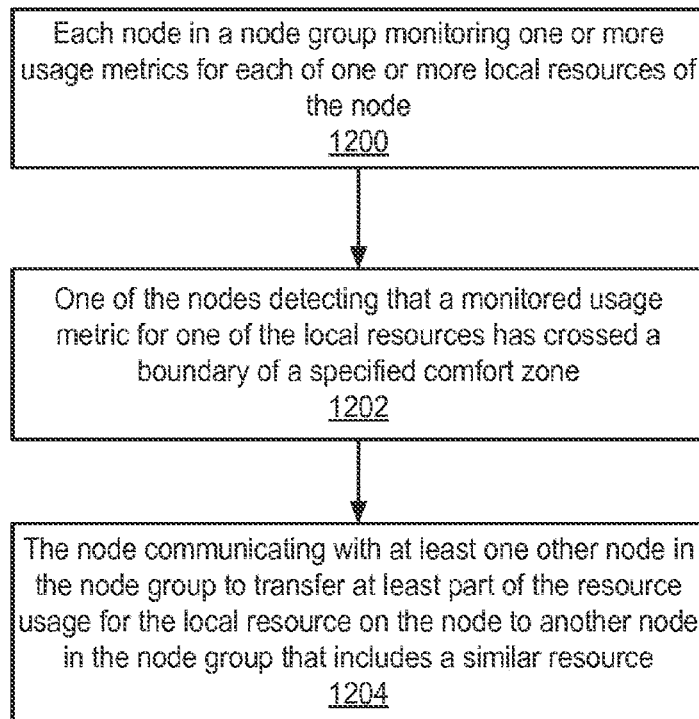 Each node in a node group monitoring one or more
usage metrics for each of one or more local resources of
the node
1200
One of the nodes detecting that a monitored usage
metric for one of the local resources has crossed a
boundary of a specified comfort zone
1202
The node communicating with at least one other node in
the node group to transfer at least part of the resource
usage for the local resource on the node to another node
in the node group that includes a similar resource
1204